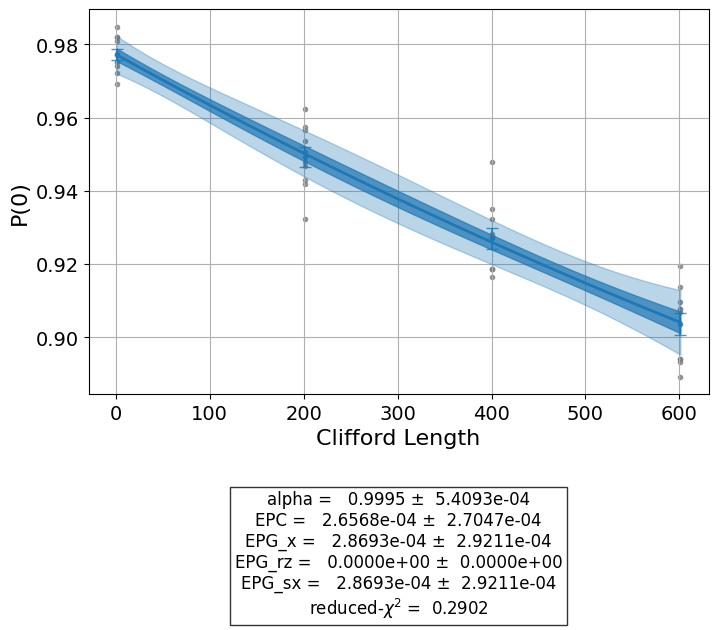 0.98
0.96
0.94
0.92
0.90
P(0)
0 100 200 300 400 500 600
Clifford Length
alpha = 0.9995 ± 5.4093e-04
EPC = 2.6568e-04 ± 2.7047e-04
EPG_x = 2.8693e-04 ± 2.9211e-04
EPG_rz = 0.0000e+00 ± 0.0000e+00
EPG_sx = 2.8693e-04 ± 2.9211e-04
reduced-χ² = 0.2902